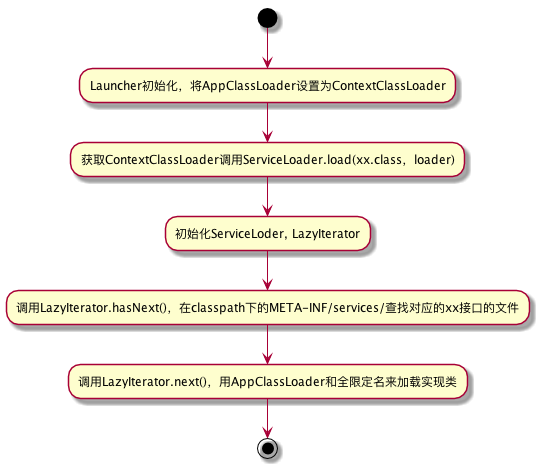 Launcher初始化，将AppClassLoader设置为ContextClassLoader
获取ContextClassLoader调用ServiceLoader.load(xx.class，loader)
初始化ServiceLoder, LazyIterator
调用LazyIterator.hasNext()，在classpath下的META-INF/services/查找对应的xx接口的文件
调用LazyIterator.next()，用AppClassLoader和全限定名来加载实现类